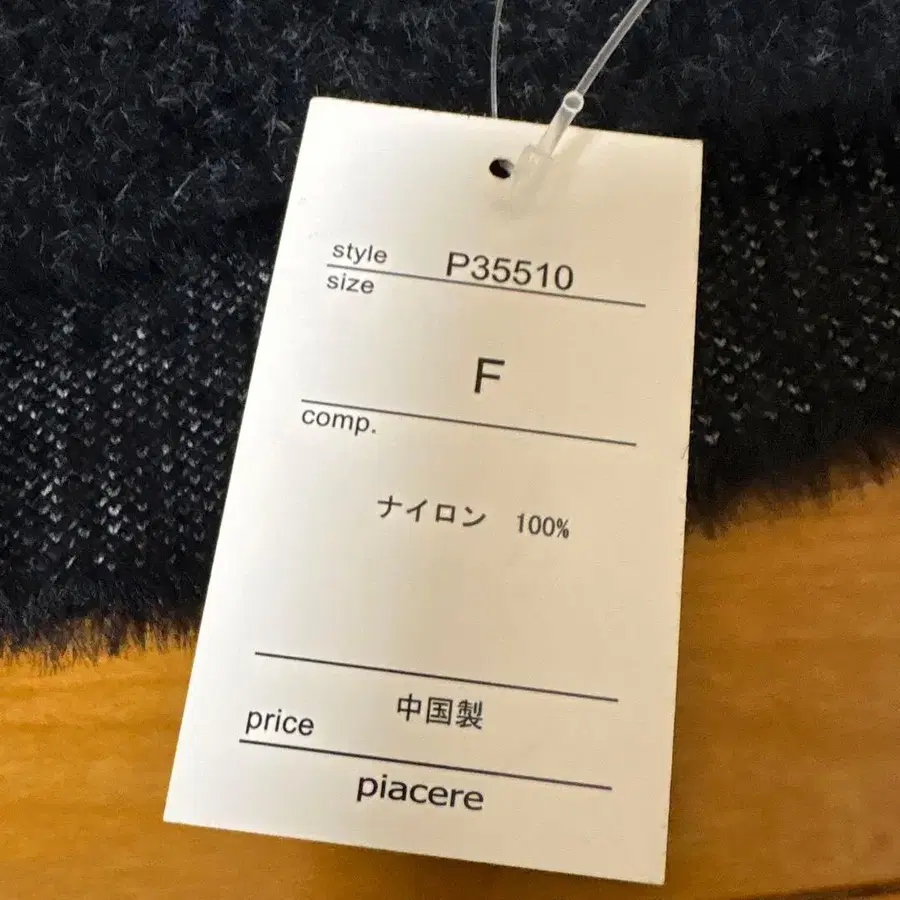 style P35510
size
F
comp.
ナイロン 100%
中国製
price
piacere